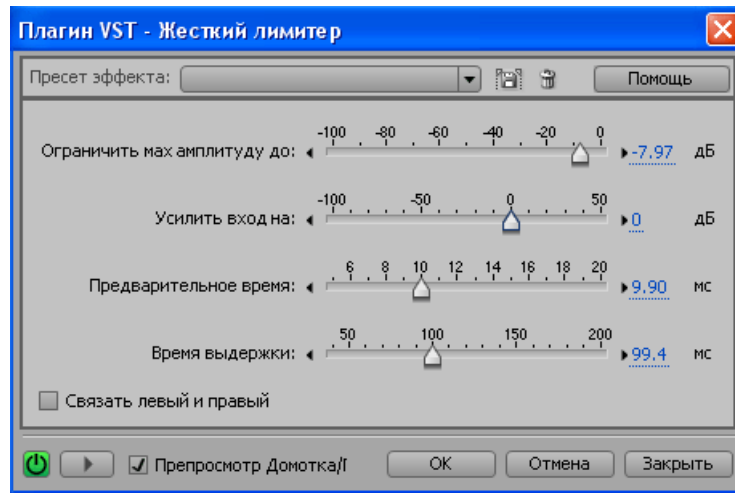 Плагин VST - Жесткий лимитер
Пресет эффекта: Помощь
-100 -80 -60 -40 -20 0
Ограничить мах амплитуду до: -7.97 дБ
-100 -50 0 50
Усилить вход на: 0 дБ
6 8 10 12 14 16 18 20
Предварительное время: 9.90 мс
50 100 150 200
Время выдержки: 99.4 мс
Связать левый и правый
Препросмотр Домотка/Г ОК Отмена Закрыть